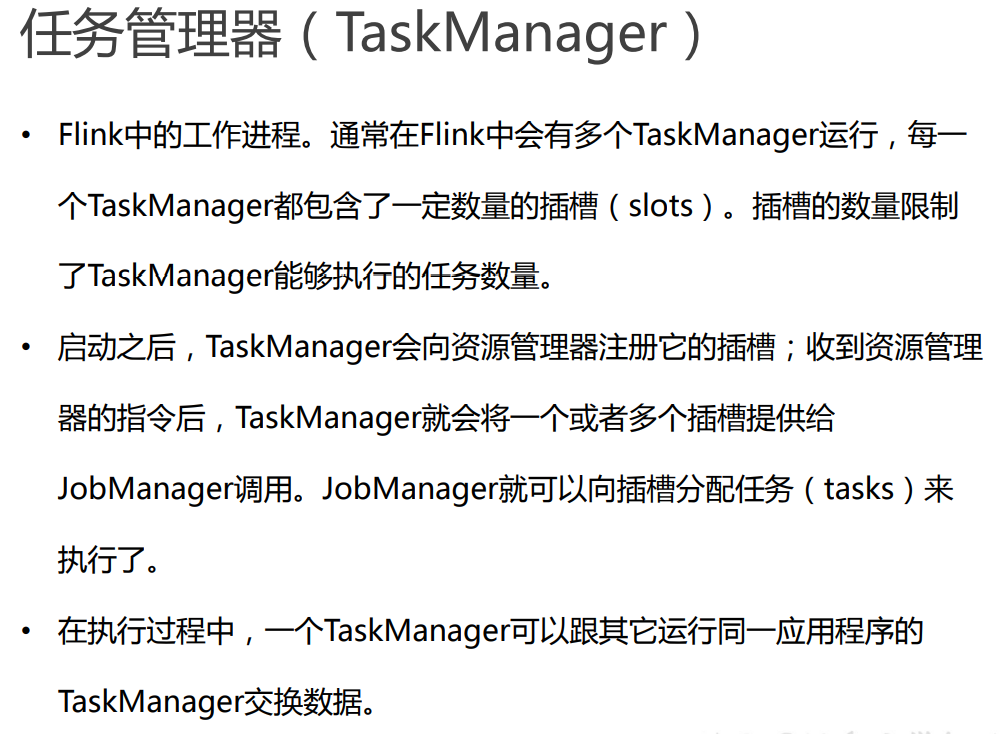 任务管理器（TaskManager）
• Flink中的工作进程。通常在Flink中会有多个TaskManager运行，每一
个TaskManager都包含了一定数量的插槽（slots）。插槽的数量限制
了TaskManager能够执行的任务数量。
• 启动之后，TaskManager会向资源管理器注册它的插槽；收到资源管理
器的指令后，TaskManager就会将一个或者多个插槽提供给
JobManager调用。JobManager就可以向插槽分配任务（tasks）来
执行了。
• 在执行过程中，一个TaskManager可以跟其它运行同一应用程序的
TaskManager交换数据。